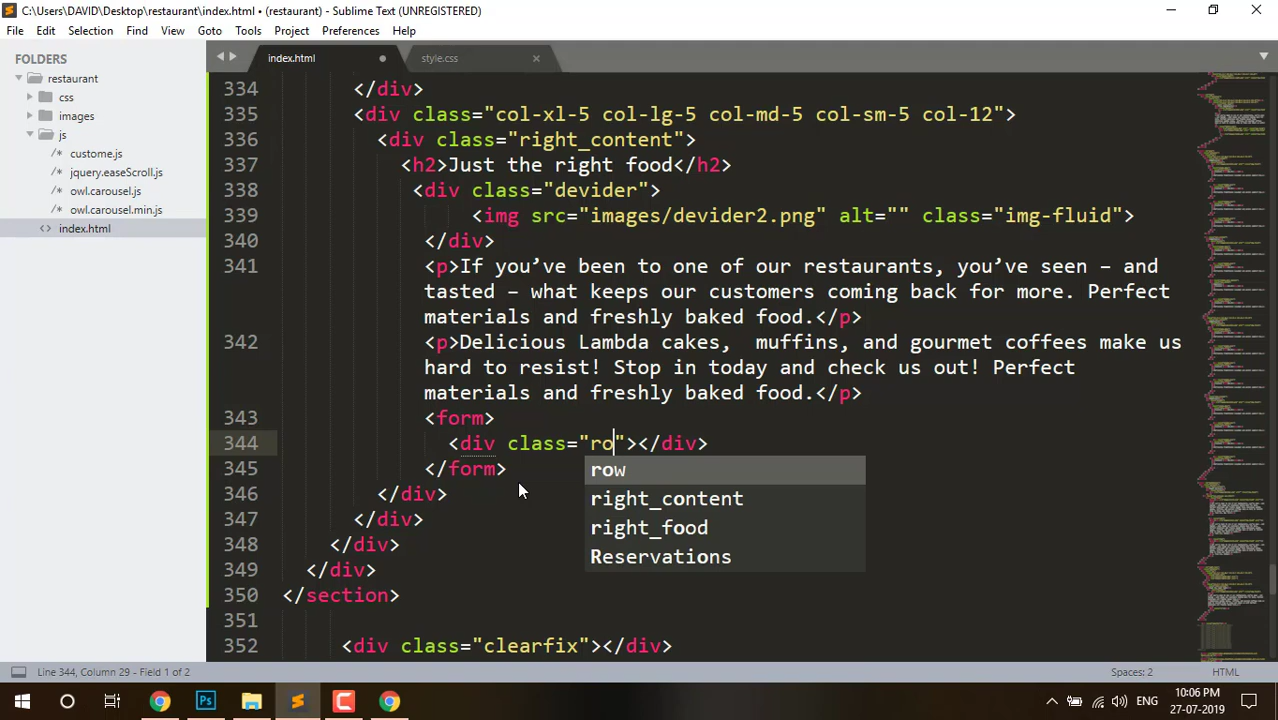 C:\Users\DAVID\Desktop\restaurant\index.html • (restaurant) - Sublime Text (UNREGISTERED)
File Edit Selection Find View Goto Tools Project Preferences Help
FOLDERS
restaurant
css
images
js
/* custome.js
/* jquery.easeScroll.js
/* owl.carousel.js
/* owl.carousel.min.js
<> index.html
index.html
style.css
334 </div>
335 <div class="col-xl-5 col-lg-5 col-md-5 col-sm-5 col-12">
336 <div class="right_content">
337 <h2>Just the right food</h2>
338 <div class="devider">
339 <img src="images/devider2.png" alt="" class="img-fluid">
340 </div>
341 <p>If you’ve been to one of our restaurants, you’ve seen – and
tasted – what keeps our customers coming back for more. Perfect
materials and freshly baked food.</p>
342 <p>Delicious Lambda cakes,  muffins, and gourmet coffees make us
hard to resist! Stop in today and check us out! Perfect
materials and freshly baked food.</p>
343 <form>
344 <div class="ro"></div>
345 </form>
row
right_content
right_food
Reservations
346 </div>
347 </div>
348 </div>
349 </div>
350 </section>
351
352 <div class="clearfix"></div>
Line 344, Column 29 - Field 1 of 2
Spaces: 2
HTML
ENG
10:06 PM
27-07-2019